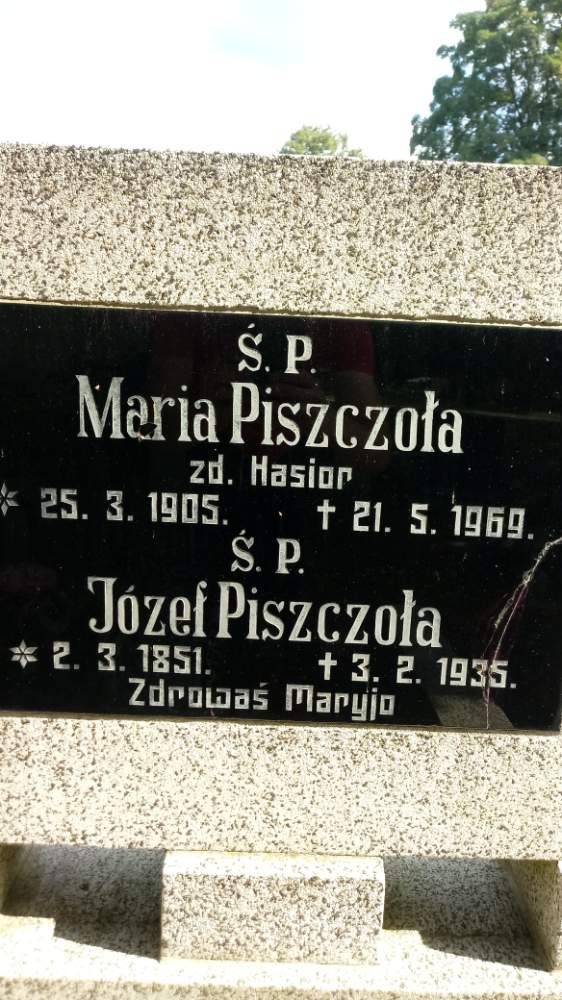 Ś. P.
Maria Piszczoła
zd. Hasior
* 25. 3. 1905. † 21. 5. 1969.
Ś. P.
Józef Piszczoła
* 2. 3. 1851. † 3. 2. 1935.
Zdrowaś Maryjo